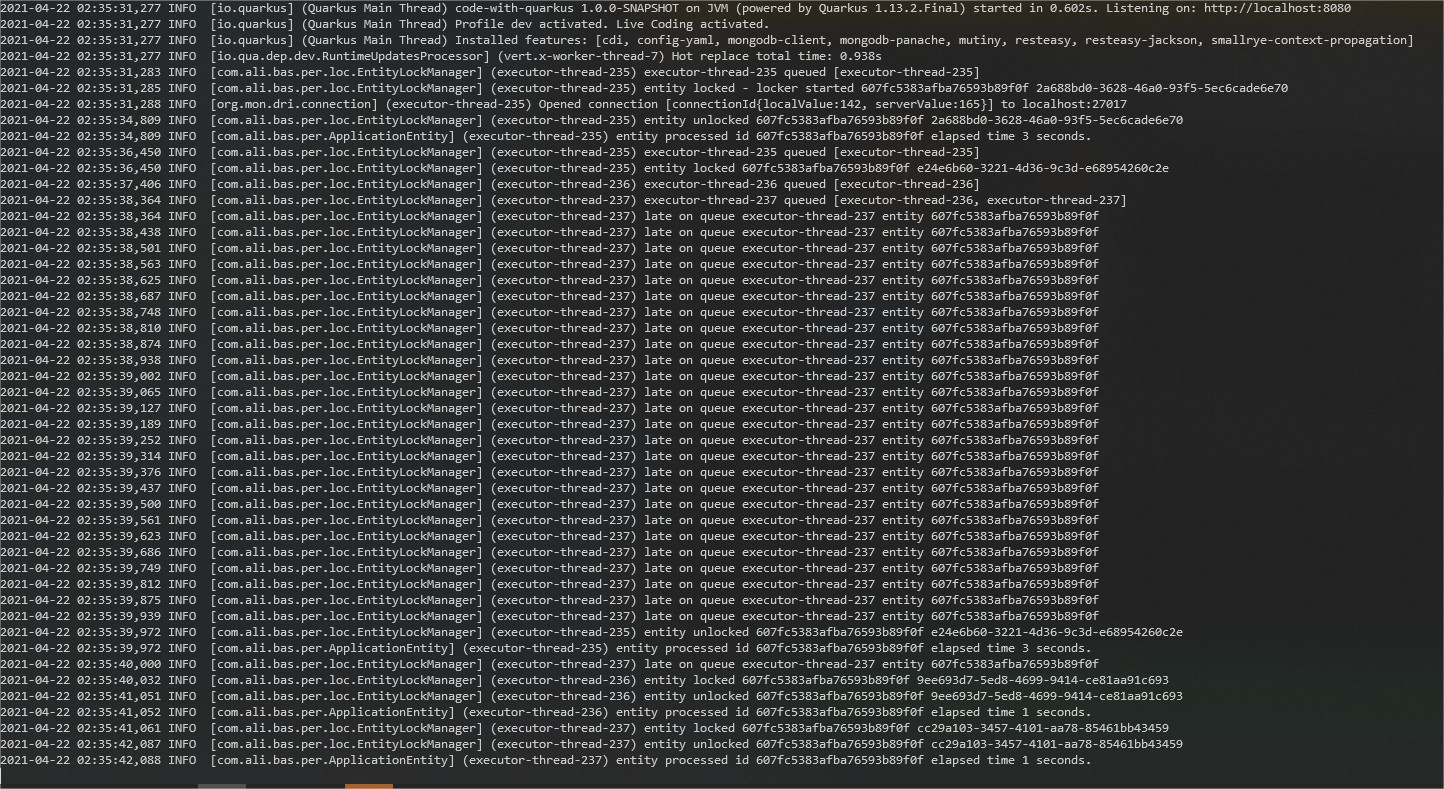 2021-04-22 02:35:31,277 INFO  [io.quarkus] (Quarkus Main Thread) code-with-quarkus 1.0.0-SNAPSHOT on JVM (powered by Quarkus 1.13.2.Final) started in 0.602s. Listening on: http://localhost:8080
2021-04-22 02:35:31,277 INFO  [io.quarkus] (Quarkus Main Thread) Profile dev activated. Live Coding activated.
2021-04-22 02:35:31,277 INFO  [io.quarkus] (Quarkus Main Thread) Installed features: [cdi, config-yaml, mongodb-client, mongodb-panache, mutiny, resteasy, resteasy-jackson, smallrye-context-propagation]
2021-04-22 02:35:31,277 INFO  [io.qua.dep.dev.RuntimeUpdatesProcessor] (vert.x-worker-thread-7) Hot replace total time: 0.938s
2021-04-22 02:35:31,283 INFO  [com.ali.bas.per.loc.EntityLockManager] (executor-thread-235) executor-thread-235 queued [executor-thread-235]
2021-04-22 02:35:31,285 INFO  [com.ali.bas.per.loc.EntityLockManager] (executor-thread-235) entity locked - locker started 607fc5383afba76593b89f0f 2a688bd0-3628-46a0-93f5-5ec6cade6e70
2021-04-22 02:35:31,288 INFO  [org.mon.dri.connection] (executor-thread-235) Opened connection [connectionId{localValue:142, serverValue:165}] to localhost:27017
2021-04-22 02:35:34,809 INFO  [com.ali.bas.per.loc.EntityLockManager] (executor-thread-235) entity unlocked 607fc5383afba76593b89f0f 2a688bd0-3628-46a0-93f5-5ec6cade6e70
2021-04-22 02:35:34,809 INFO  [com.ali.bas.per.ApplicationEntity] (executor-thread-235) entity processed id 607fc5383afba76593b89f0f elapsed time 3 seconds.
2021-04-22 02:35:36,450 INFO  [com.ali.bas.per.loc.EntityLockManager] (executor-thread-235) executor-thread-235 queued [executor-thread-235]
2021-04-22 02:35:36,450 INFO  [com.ali.bas.per.loc.EntityLockManager] (executor-thread-235) entity locked 607fc5383afba76593b89f0f e24e6b60-3221-4d36-9c3d-e68954260c2e
2021-04-22 02:35:37,406 INFO  [com.ali.bas.per.loc.EntityLockManager] (executor-thread-236) executor-thread-236 queued [executor-thread-236]
2021-04-22 02:35:38,364 INFO  [com.ali.bas.per.loc.EntityLockManager] (executor-thread-237) executor-thread-237 queued [executor-thread-236, executor-thread-237]
2021-04-22 02:35:38,364 INFO  [com.ali.bas.per.loc.EntityLockManager] (executor-thread-237) late on queue executor-thread-237 entity 607fc5383afba76593b89f0f
2021-04-22 02:35:38,438 INFO  [com.ali.bas.per.loc.EntityLockManager] (executor-thread-237) late on queue executor-thread-237 entity 607fc5383afba76593b89f0f
2021-04-22 02:35:38,501 INFO  [com.ali.bas.per.loc.EntityLockManager] (executor-thread-237) late on queue executor-thread-237 entity 607fc5383afba76593b89f0f
2021-04-22 02:35:38,563 INFO  [com.ali.bas.per.loc.EntityLockManager] (executor-thread-237) late on queue executor-thread-237 entity 607fc5383afba76593b89f0f
2021-04-22 02:35:38,625 INFO  [com.ali.bas.per.loc.EntityLockManager] (executor-thread-237) late on queue executor-thread-237 entity 607fc5383afba76593b89f0f
2021-04-22 02:35:38,687 INFO  [com.ali.bas.per.loc.EntityLockManager] (executor-thread-237) late on queue executor-thread-237 entity 607fc5383afba76593b89f0f
2021-04-22 02:35:38,748 INFO  [com.ali.bas.per.loc.EntityLockManager] (executor-thread-237) late on queue executor-thread-237 entity 607fc5383afba76593b89f0f
2021-04-22 02:35:38,810 INFO  [com.ali.bas.per.loc.EntityLockManager] (executor-thread-237) late on queue executor-thread-237 entity 607fc5383afba76593b89f0f
2021-04-22 02:35:38,874 INFO  [com.ali.bas.per.loc.EntityLockManager] (executor-thread-237) late on queue executor-thread-237 entity 607fc5383afba76593b89f0f
2021-04-22 02:35:38,938 INFO  [com.ali.bas.per.loc.EntityLockManager] (executor-thread-237) late on queue executor-thread-237 entity 607fc5383afba76593b89f0f
2021-04-22 02:35:39,002 INFO  [com.ali.bas.per.loc.EntityLockManager] (executor-thread-237) late on queue executor-thread-237 entity 607fc5383afba76593b89f0f
2021-04-22 02:35:39,065 INFO  [com.ali.bas.per.loc.EntityLockManager] (executor-thread-237) late on queue executor-thread-237 entity 607fc5383afba76593b89f0f
2021-04-22 02:35:39,127 INFO  [com.ali.bas.per.loc.EntityLockManager] (executor-thread-237) late on queue executor-thread-237 entity 607fc5383afba76593b89f0f
2021-04-22 02:35:39,189 INFO  [com.ali.bas.per.loc.EntityLockManager] (executor-thread-237) late on queue executor-thread-237 entity 607fc5383afba76593b89f0f
2021-04-22 02:35:39,252 INFO  [com.ali.bas.per.loc.EntityLockManager] (executor-thread-237) late on queue executor-thread-237 entity 607fc5383afba76593b89f0f
2021-04-22 02:35:39,314 INFO  [com.ali.bas.per.loc.EntityLockManager] (executor-thread-237) late on queue executor-thread-237 entity 607fc5383afba76593b89f0f
2021-04-22 02:35:39,376 INFO  [com.ali.bas.per.loc.EntityLockManager] (executor-thread-237) late on queue executor-thread-237 entity 607fc5383afba76593b89f0f
2021-04-22 02:35:39,437 INFO  [com.ali.bas.per.loc.EntityLockManager] (executor-thread-237) late on queue executor-thread-237 entity 607fc5383afba76593b89f0f
2021-04-22 02:35:39,500 INFO  [com.ali.bas.per.loc.EntityLockManager] (executor-thread-237) late on queue executor-thread-237 entity 607fc5383afba76593b89f0f
2021-04-22 02:35:39,561 INFO  [com.ali.bas.per.loc.EntityLockManager] (executor-thread-237) late on queue executor-thread-237 entity 607fc5383afba76593b89f0f
2021-04-22 02:35:39,623 INFO  [com.ali.bas.per.loc.EntityLockManager] (executor-thread-237) late on queue executor-thread-237 entity 607fc5383afba76593b89f0f
2021-04-22 02:35:39,686 INFO  [com.ali.bas.per.loc.EntityLockManager] (executor-thread-237) late on queue executor-thread-237 entity 607fc5383afba76593b89f0f
2021-04-22 02:35:39,749 INFO  [com.ali.bas.per.loc.EntityLockManager] (executor-thread-237) late on queue executor-thread-237 entity 607fc5383afba76593b89f0f
2021-04-22 02:35:39,812 INFO  [com.ali.bas.per.loc.EntityLockManager] (executor-thread-237) late on queue executor-thread-237 entity 607fc5383afba76593b89f0f
2021-04-22 02:35:39,875 INFO  [com.ali.bas.per.loc.EntityLockManager] (executor-thread-237) late on queue executor-thread-237 entity 607fc5383afba76593b89f0f
2021-04-22 02:35:39,939 INFO  [com.ali.bas.per.loc.EntityLockManager] (executor-thread-237) late on queue executor-thread-237 entity 607fc5383afba76593b89f0f
2021-04-22 02:35:39,972 INFO  [com.ali.bas.per.loc.EntityLockManager] (executor-thread-235) entity unlocked 607fc5383afba76593b89f0f e24e6b60-3221-4d36-9c3d-e68954260c2e
2021-04-22 02:35:39,972 INFO  [com.ali.bas.per.ApplicationEntity] (executor-thread-235) entity processed id 607fc5383afba76593b89f0f elapsed time 3 seconds.
2021-04-22 02:35:40,000 INFO  [com.ali.bas.per.loc.EntityLockManager] (executor-thread-237) late on queue executor-thread-237 entity 607fc5383afba76593b89f0f
2021-04-22 02:35:40,032 INFO  [com.ali.bas.per.loc.EntityLockManager] (executor-thread-236) entity locked 607fc5383afba76593b89f0f 9ee693d7-5ed8-4699-9414-ce81aa91c693
2021-04-22 02:35:41,051 INFO  [com.ali.bas.per.loc.EntityLockManager] (executor-thread-236) entity unlocked 607fc5383afba76593b89f0f 9ee693d7-5ed8-4699-9414-ce81aa91c693
2021-04-22 02:35:41,052 INFO  [com.ali.bas.per.ApplicationEntity] (executor-thread-236) entity processed id 607fc5383afba76593b89f0f elapsed time 1 seconds.
2021-04-22 02:35:41,061 INFO  [com.ali.bas.per.loc.EntityLockManager] (executor-thread-237) entity locked 607fc5383afba76593b89f0f cc29a103-3457-4101-aa78-85461bb43459
2021-04-22 02:35:42,087 INFO  [com.ali.bas.per.loc.EntityLockManager] (executor-thread-237) entity unlocked 607fc5383afba76593b89f0f cc29a103-3457-4101-aa78-85461bb43459
2021-04-22 02:35:42,088 INFO  [com.ali.bas.per.ApplicationEntity] (executor-thread-237) entity processed id 607fc5383afba76593b89f0f elapsed time 1 seconds.